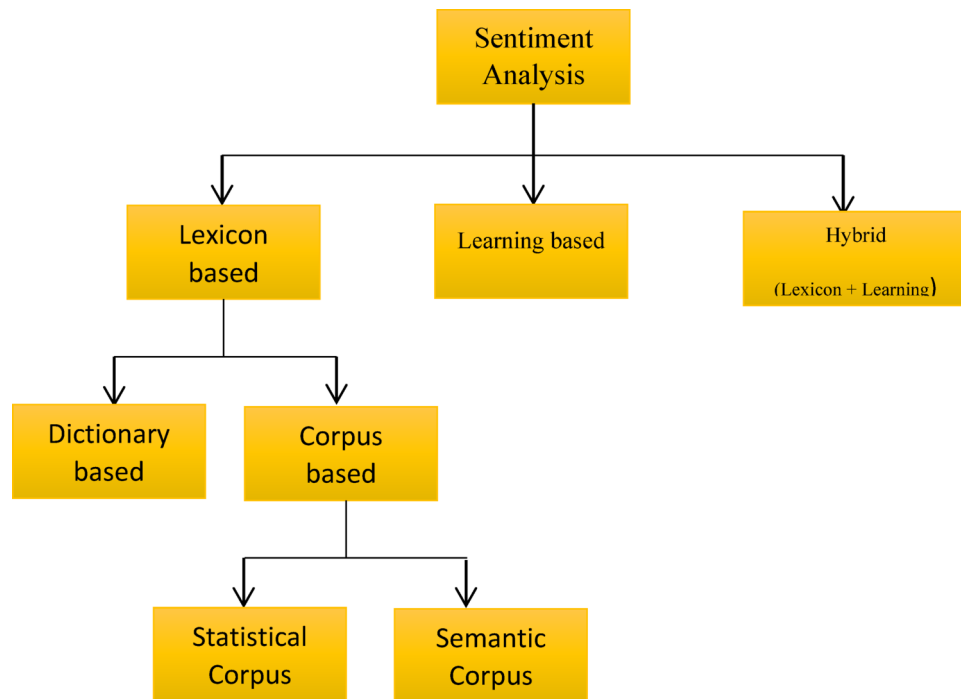 Sentiment
Analysis
Lexicon
based
Learning based
Hybrid
(Lexicon + Learning)
Dictionary
based
Corpus
based
Statistical
Corpus
Semantic
Corpus